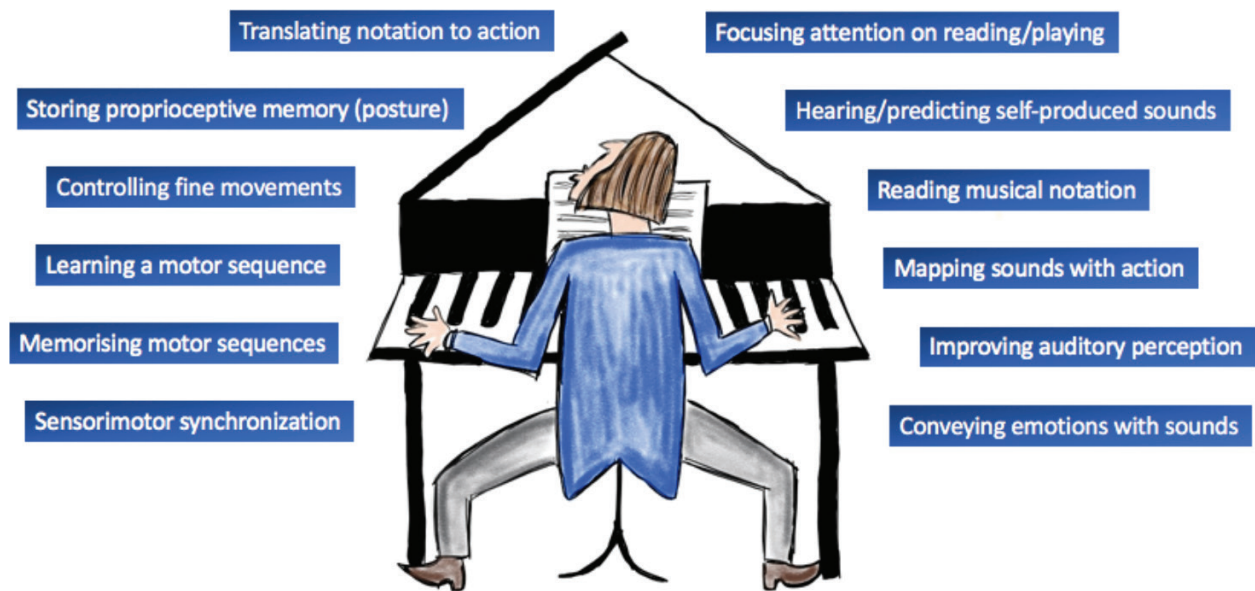 Translating notation to action
Focusing attention on reading/playing
Storing proprioceptive memory (posture)
Hearing/predicting self-produced sounds
Controlling fine movements
Reading musical notation
Learning a motor sequence
Mapping sounds with action
Memorising motor sequences
Improving auditory perception
Sensorimotor synchronization
Conveying emotions with sounds